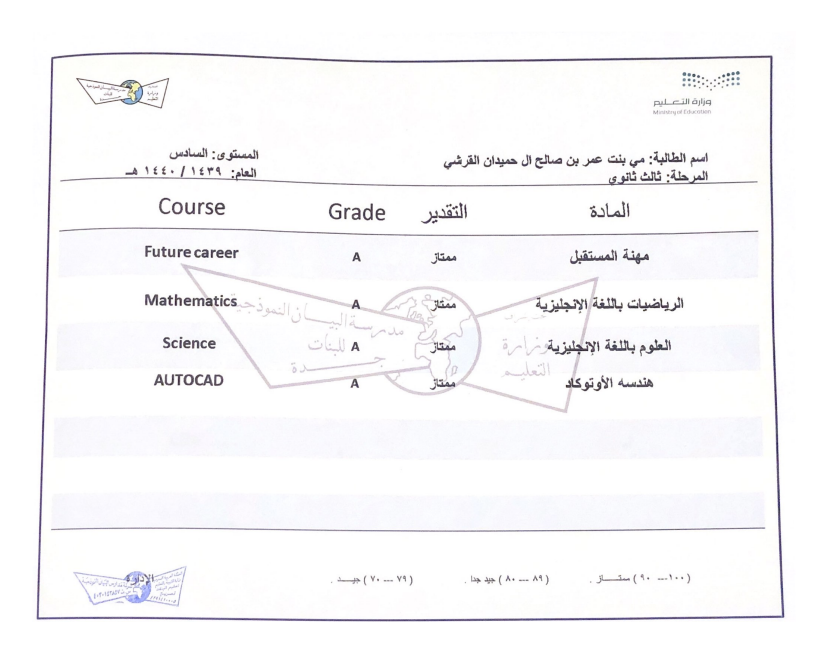 وزارة التعليم
Ministry of Education
اسم الطالبة: مي بنت عمر بن صالح ال حميدان القرشي
المستوى: السادس
المرحلة: ثالث ثانوي
العام: ١٤٣٩ / ١٤٤٠ هـ
المادة التقدير Grade Course
مهنة المستقبل ممتاز A Future career
الرياضيات باللغة الإنجليزية ممتاز A Mathematics
العلوم باللغة الإنجليزية ممتاز A Science
هندسه الأوتوكاد ممتاز A AUTOCAD
مدرسة البيان النموذجية
للبنات
جدة
وزارة
التعليم
(١٠٠--- ٩٠) ممتاز . (٨٩ --- ٨٠) جيد جدا . (٧٩ --- ٧٠) جيد .
الإدارة